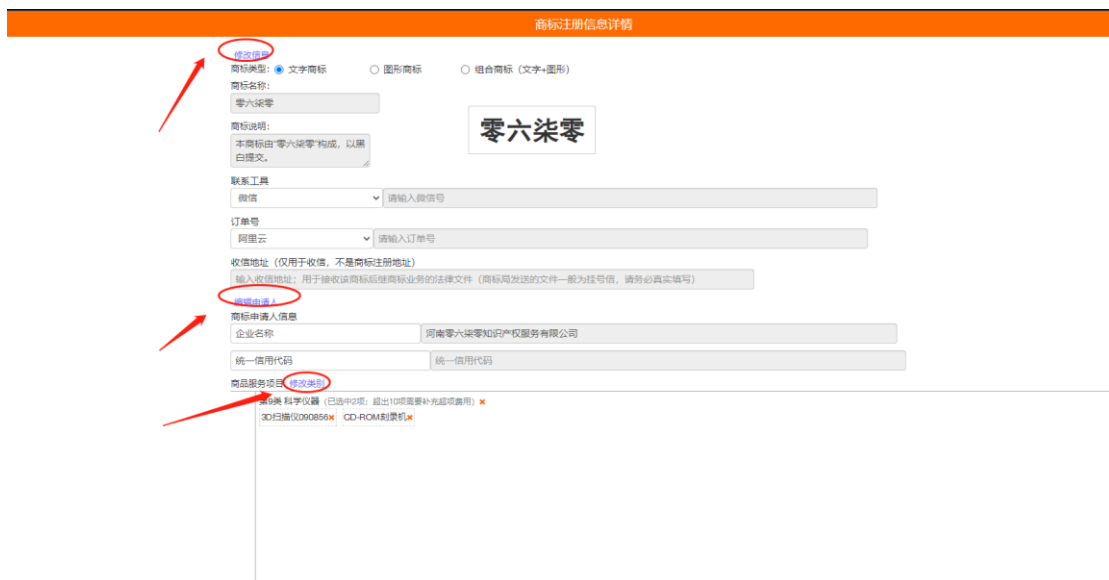 商标注册信息详情
修改信息
商标类型: 文字商标 图形商标 组合商标（文字+图形）
商标名称:
零六柒零
商标说明:
本商标由"零六柒零"构成，以黑
白提交。
零六柒零
联系工具
微信 请输入微信号
订单号
阿里云 请输入订单号
收信地址（仅用于收信，不是商标注册地址）
输入收信地址；用于接收该商标后继商标业务的法律文件（商标局发送的文件一般为挂号信，请务必真实填写）
编辑申请人
商标申请人信息
企业名称 河南零六柒零知识产权服务有限公司
统一信用代码 统一信用代码
商品服务项目 修改类别
第9类 科学仪器（已选中2项；超出10项需要补充超项费用）×
3D扫描仪090856× CD-ROM刻录机×